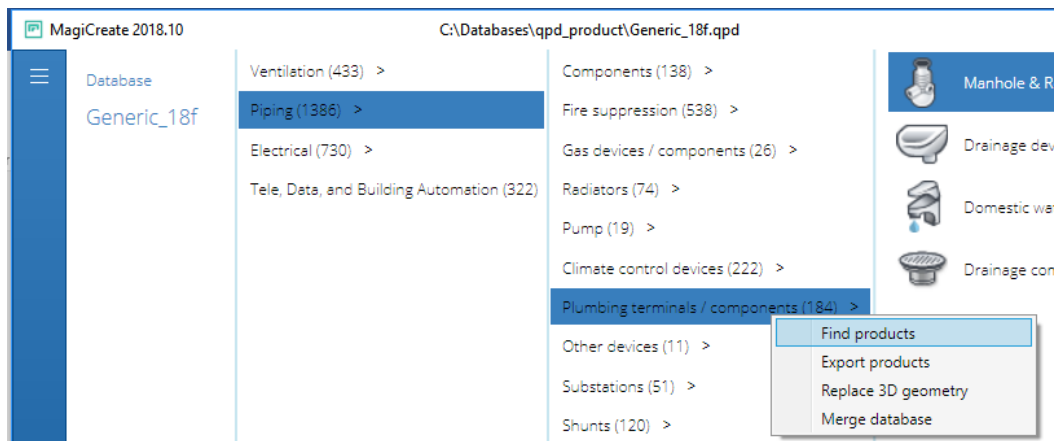 MagiCreate 2018.10
C:\Databases\qpd_product\Generic_18f.qpd
Database
Generic_18f
Ventilation (433) >
Piping (1386) >
Electrical (730) >
Tele, Data, and Building Automation (322)
Components (138) >
Fire suppression (538) >
Gas devices / components (26) >
Radiators (74) >
Pump (19) >
Climate control devices (222) >
Plumbing terminals / components (184) >
Other devices (11) >
Substations (51) >
Shunts (120) >
Manhole & R
Drainage dev
Domestic wa
Drainage con
Find products
Export products
Replace 3D geometry
Merge database